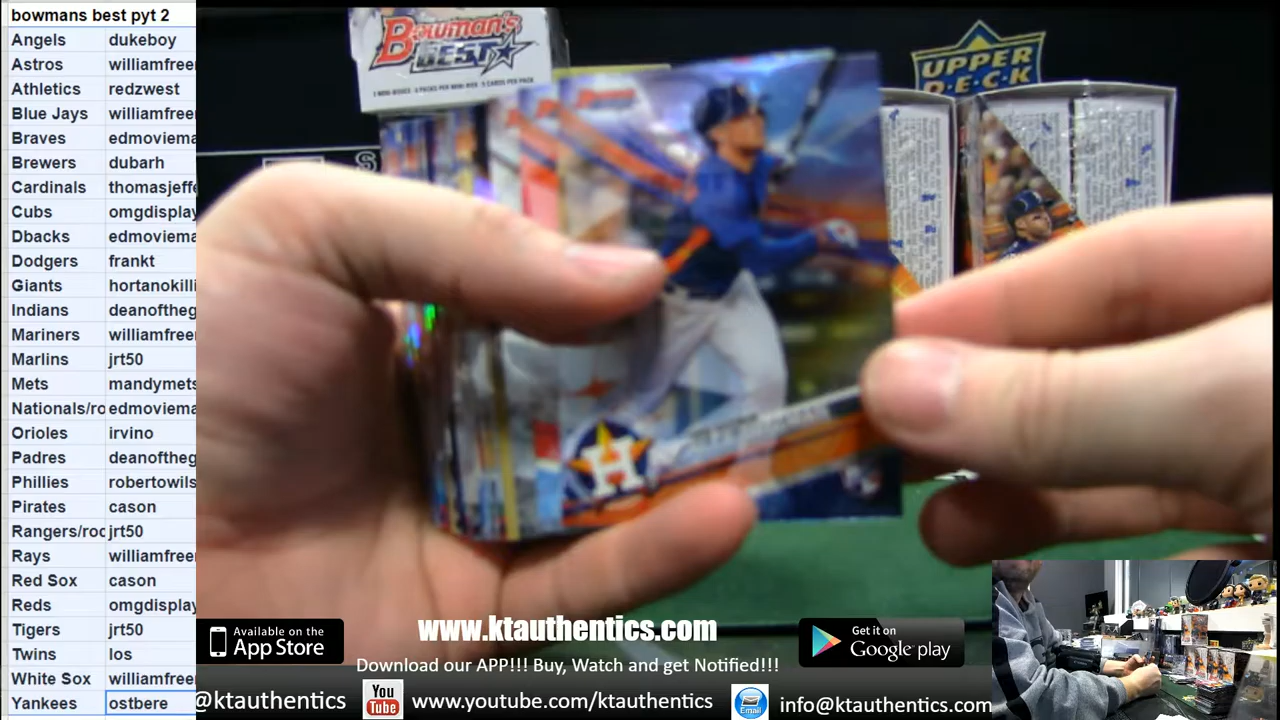 bowmans best pyt 2
Angels dukeboy
Astros williamfree
Athletics redzwest
Blue Jays williamfree
Braves edmoviema
Brewers dubarh
Cardinals thomasjeffe
Cubs omgdisplay
Dbacks edmoviema
Dodgers frankt
Giants hortanokilli
Indians deanoftheg
Mariners williamfree
Marlins jrt50
Mets mandymets
Nationals/ro edmoviema
Orioles irvino
Padres deanoftheg
Phillies robertowils
Pirates cason
Rangers/roo jrt50
Rays williamfree
Red Sox cason
Reds omgdisplay
Tigers jrt50
Twins los
White Sox williamfree
Yankees ostbere
Bowman's
BEST
UPPER
DECK
H
www.ktauthentics.com
Available on the
App Store
Get it on
Google play
Download our APP!!! Buy, Watch and get Notified!!!
@ktauthentics
You
Tube
www.youtube.com/ktauthentics
Email
info@ktauthentics.com